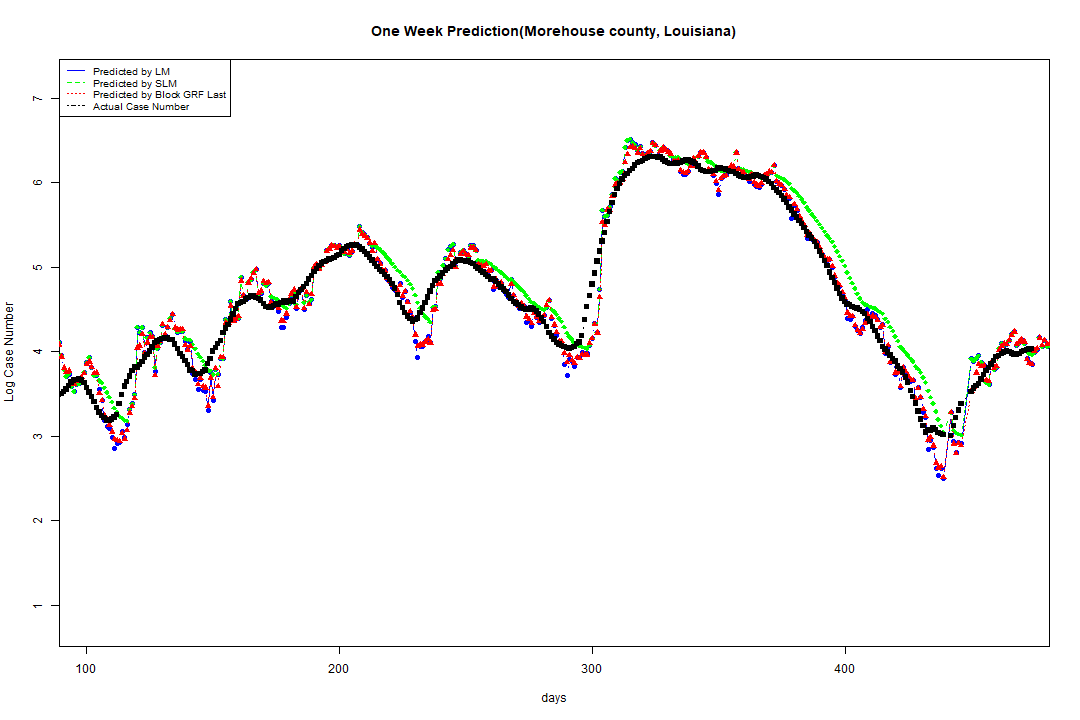 One Week Prediction(Morehouse county, Louisiana)
Predicted by LM
Predicted by SLM
Predicted by Block GRF Last
Actual Case Number
7
6
5
4
3
2
1
Log Case Number
100 200 300 400
days